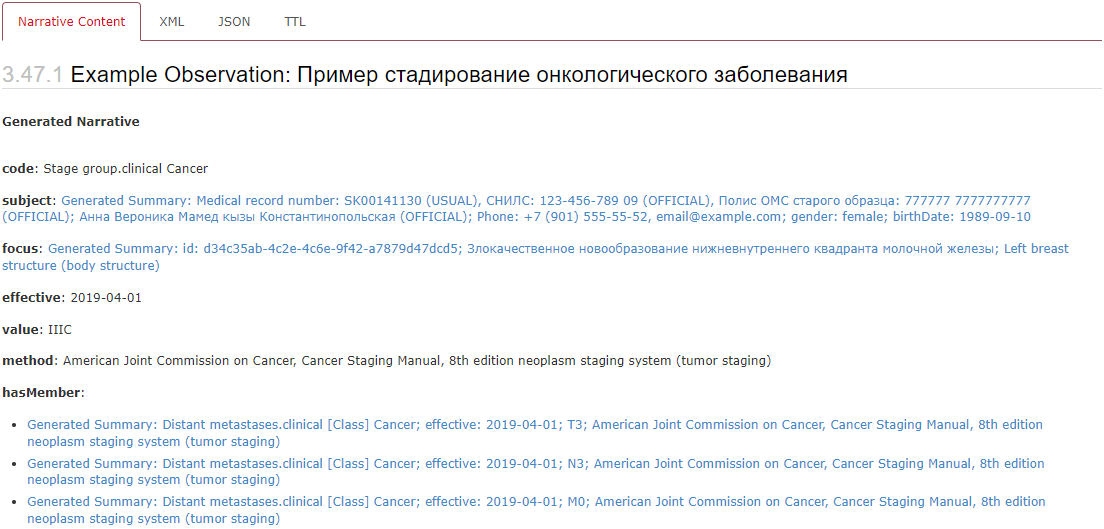 Narrative Content XML JSON TTL
3.47.1 Example Observation: Пример стадирование онкологического заболевания
Generated Narrative
code: Stage group.clinical Cancer
subject: Generated Summary: Medical record number: SK00141130 (USUAL), СНИЛС: 123-456-789 09 (OFFICIAL), Полис ОМС старого образца: 777777 7777777777
(OFFICIAL); Анна Вероника Мамед кызы Константинопольская (OFFICIAL); Phone: +7 (901) 555-55-52, email@example.com; gender: female; birthDate: 1989-09-10
focus: Generated Summary: id: d34c35ab-4c2e-4c6e-9f42-a7879d47dcd5; Злокачественное новообразование нижневнутреннего квадранта молочной железы; Left breast
structure (body structure)
effective: 2019-04-01
value: IIIC
method: American Joint Commission on Cancer, Cancer Staging Manual, 8th edition neoplasm staging system (tumor staging)
hasMember:
• Generated Summary: Distant metastases.clinical [Class] Cancer; effective: 2019-04-01; T3; American Joint Commission on Cancer, Cancer Staging Manual, 8th edition
neoplasm staging system (tumor staging)
• Generated Summary: Distant metastases.clinical [Class] Cancer; effective: 2019-04-01; N3; American Joint Commission on Cancer, Cancer Staging Manual, 8th edition
neoplasm staging system (tumor staging)
• Generated Summary: Distant metastases.clinical [Class] Cancer; effective: 2019-04-01; M0; American Joint Commission on Cancer, Cancer Staging Manual, 8th edition
neoplasm staging system (tumor staging)